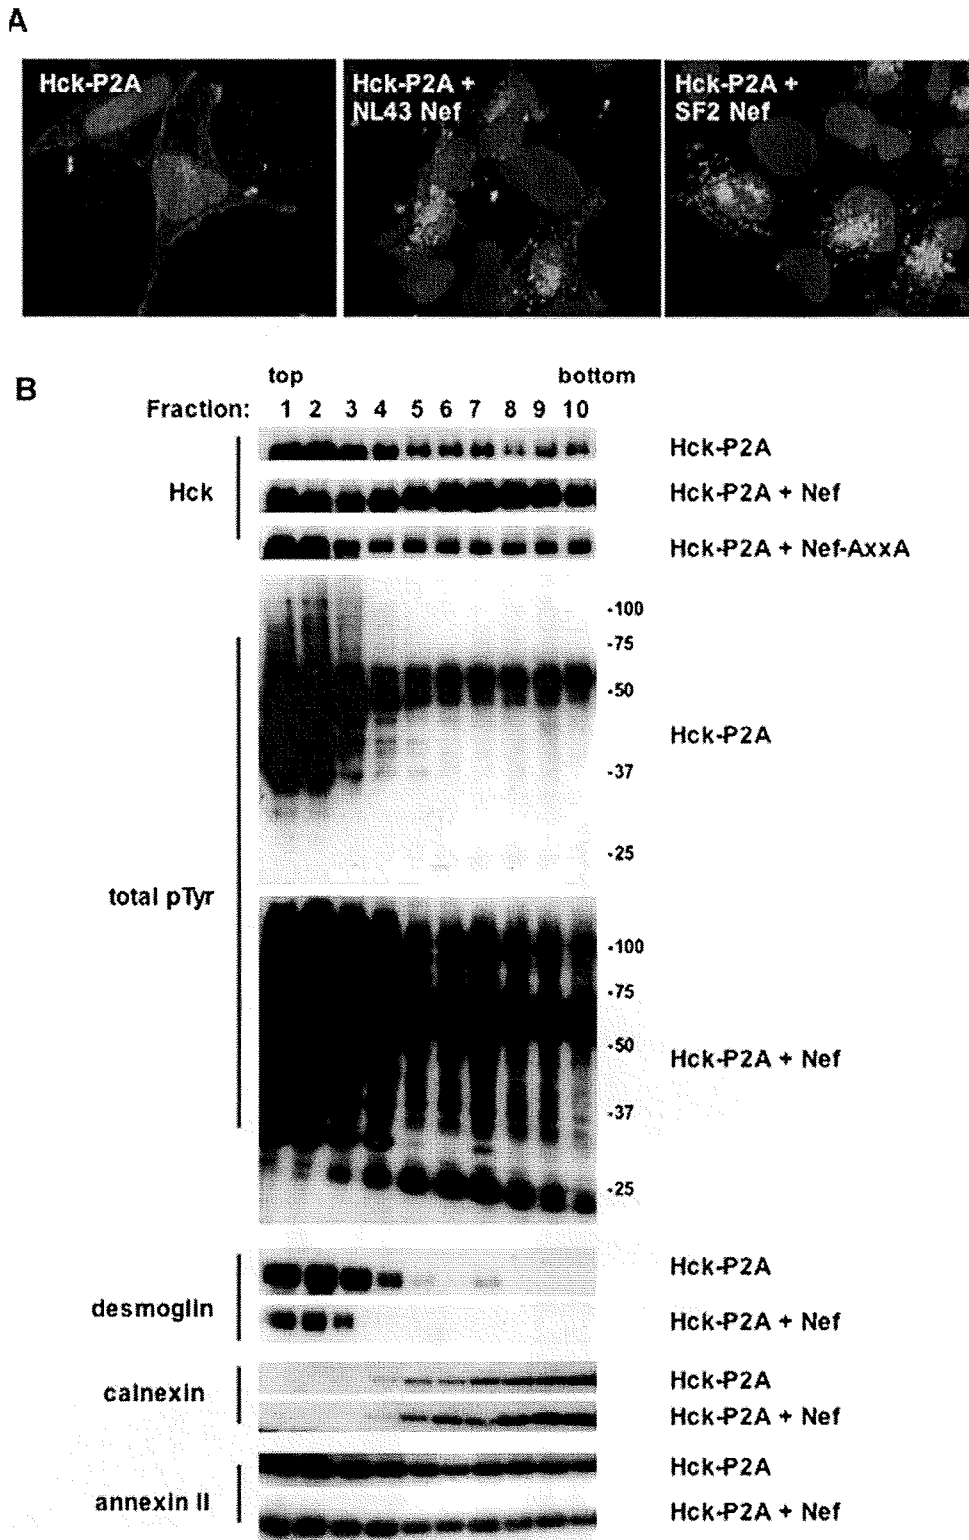 A
Hck-P2A
Hck-P2A +
NL43 Nef
Hck-P2A +
SF2 Nef
B
top
bottom
Fraction: 1 2 3 4 5 6 7 8 9 10
Hck
Hck-P2A
Hck-P2A + Nef
Hck-P2A + Nef-AxxA
total pTyr
-100
-75
-50
-37
-25
Hck-P2A
-100
-75
-50
-37
-25
Hck-P2A + Nef
desmoglin
Hck-P2A
Hck-P2A + Nef
calnexin
Hck-P2A
Hck-P2A + Nef
annexin II
Hck-P2A
Hck-P2A + Nef